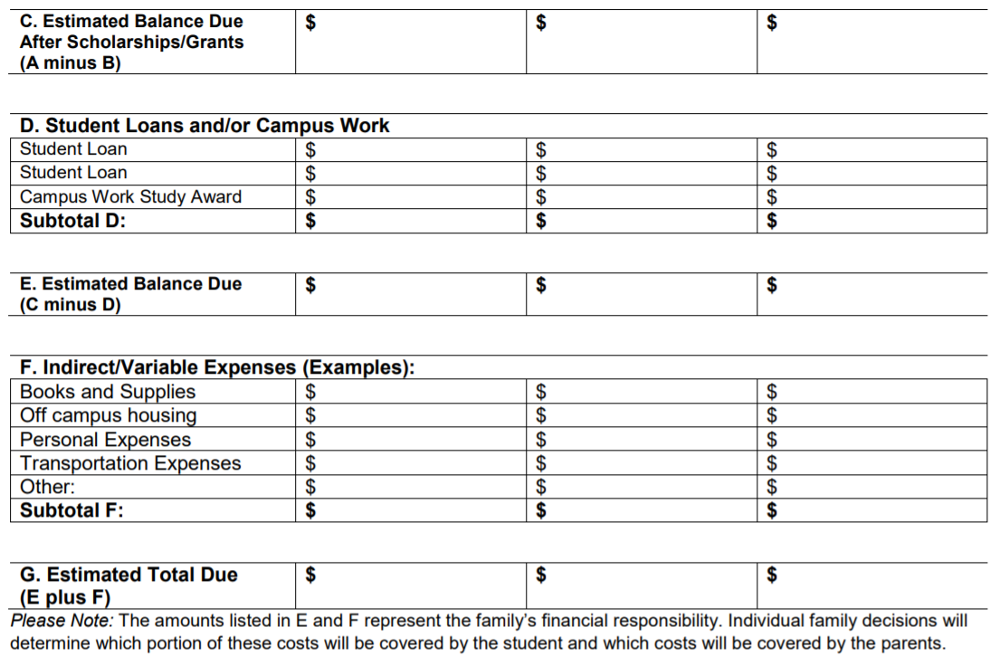 C. Estimated Balance Due $ $ $
After Scholarships/Grants
(A minus B)
D. Student Loans and/or Campus Work
Student Loan $ $ $
Student Loan $ $ $
Campus Work Study Award $ $ $
Subtotal D: $ $ $
E. Estimated Balance Due $ $ $
(C minus D)
F. Indirect/Variable Expenses (Examples):
Books and Supplies $ $ $
Off campus housing $ $ $
Personal Expenses $ $ $
Transportation Expenses $ $ $
Other: $ $ $
Subtotal F: $ $ $
G. Estimated Total Due $ $ $
(E plus F)
Please Note: The amounts listed in E and F represent the family’s financial responsibility. Individual family decisions will
determine which portion of these costs will be covered by the student and which costs will be covered by the parents.